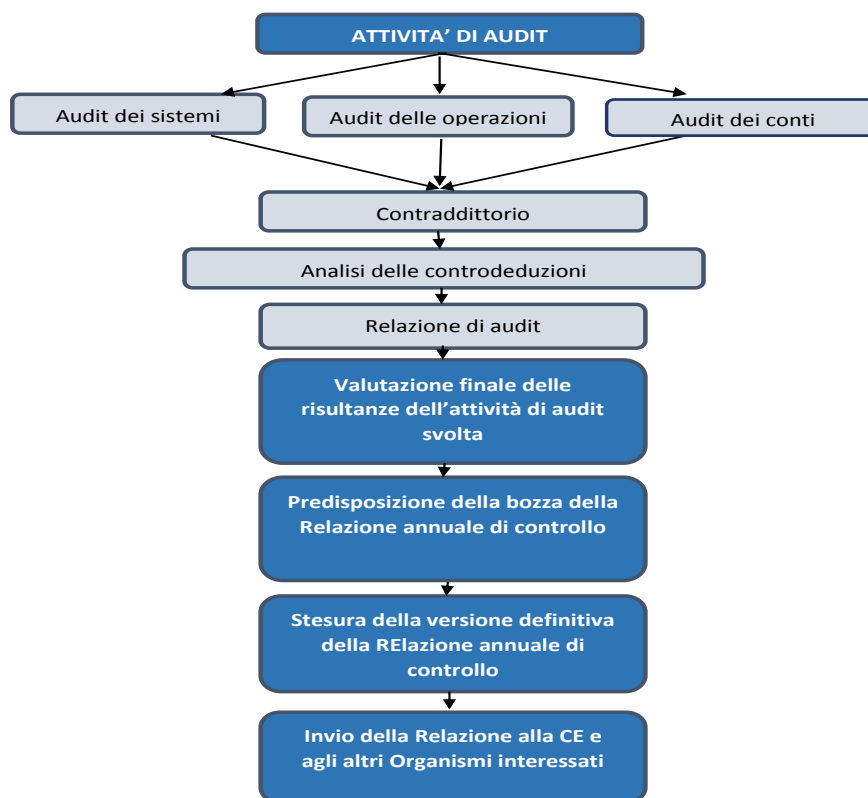 ATTIVITA’ DI AUDIT
Audit dei sistemi
Audit delle operazioni
Audit dei conti
Contraddittorio
Analisi delle controdeduzioni
Relazione di audit
Valutazione finale delle
risultanze dell’attività di audit
svolta
Predisposizione della bozza della
Relazione annuale di controllo
Stesura della versione definitiva
della RElazione annuale di
controllo
Invio della Relazione alla CE e
agli altri Organismi interessati